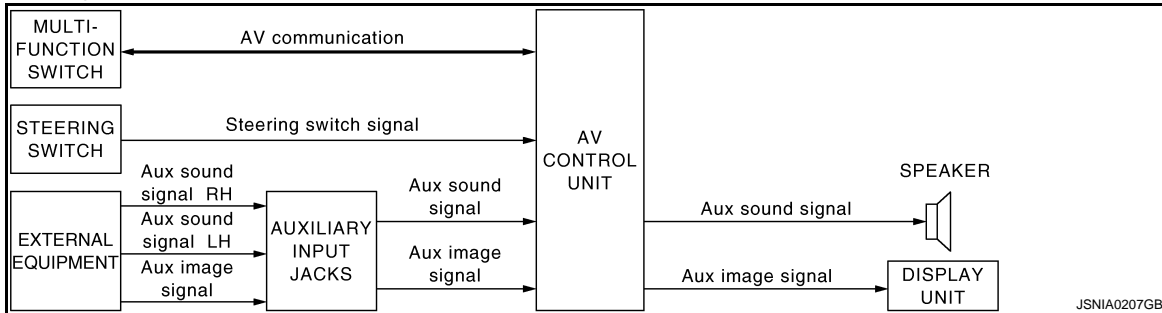 MULTI-
FUNCTION
SWITCH
AV communication
STEERING
SWITCH
Steering switch signal
EXTERNAL
EQUIPMENT
Aux sound
signal RH
Aux sound
signal LH
Aux image
signal
AUXILIARY
INPUT
JACKS
Aux sound
signal
Aux image
signal
AV
CONTROL
UNIT
Aux sound signal
SPEAKER
Aux image signal
DISPLAY
UNIT
JSNIA0207GB